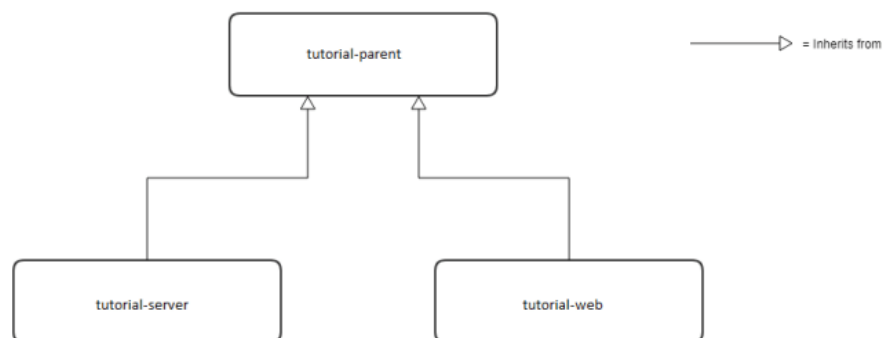 tutorial-parent
= Inherits from
tutorial-server
tutorial-web